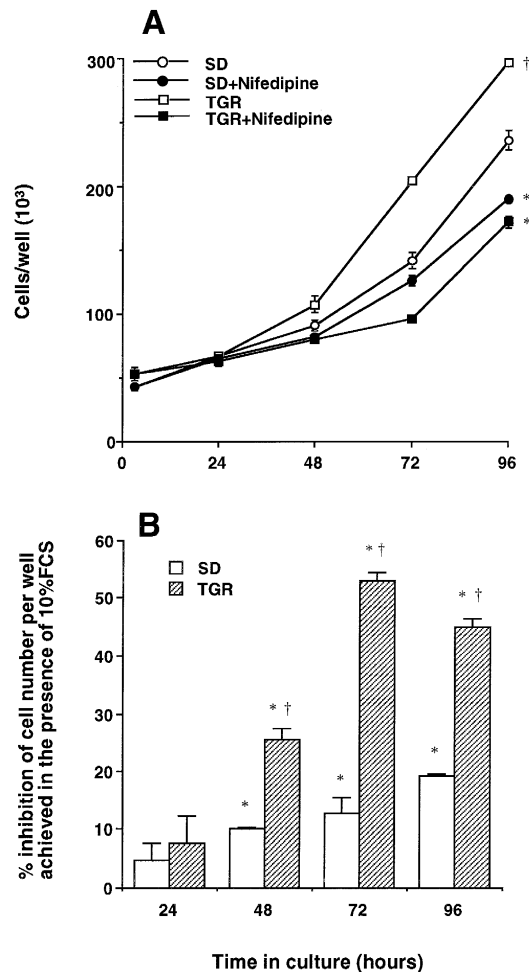 A
SD
SD+Nifedipine
TGR
TGR+Nifedipine
300
200
100
0
†
*
*
Cells/well (10³)
0 24 48 72 96
B
SD
TGR
60
50
40
30
20
10
0
* †
* †
* †
*
*
*
% inhibition of cell number per well
achieved in the presence of 10%FCS
24 48 72 96
Time in culture (hours)